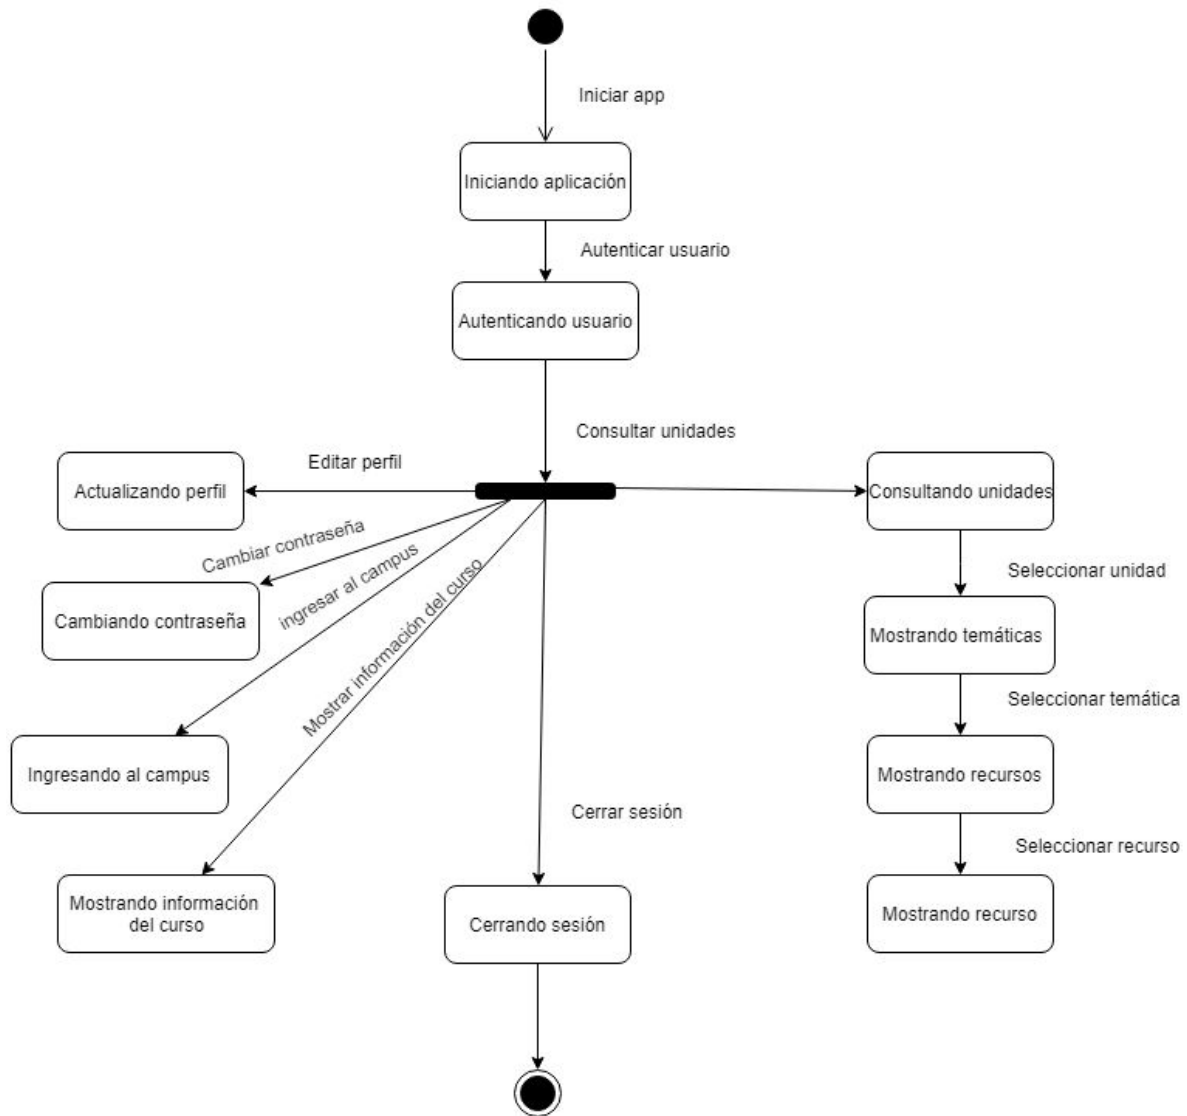 Iniciar app
Iniciando aplicación
Autenticar usuario
Autenticando usuario
Consultar unidades
Editar perfil
Actualizando perfil
Consultando unidades
Cambiar contraseña
ingresar al campus
Mostrar información del curso
Seleccionar unidad
Cambiando contraseña
Mostrando temáticas
Seleccionar temática
Ingresando al campus
Mostrando recursos
Cerrar sesión
Seleccionar recurso
Mostrando información
del curso
Cerrando sesión
Mostrando recurso